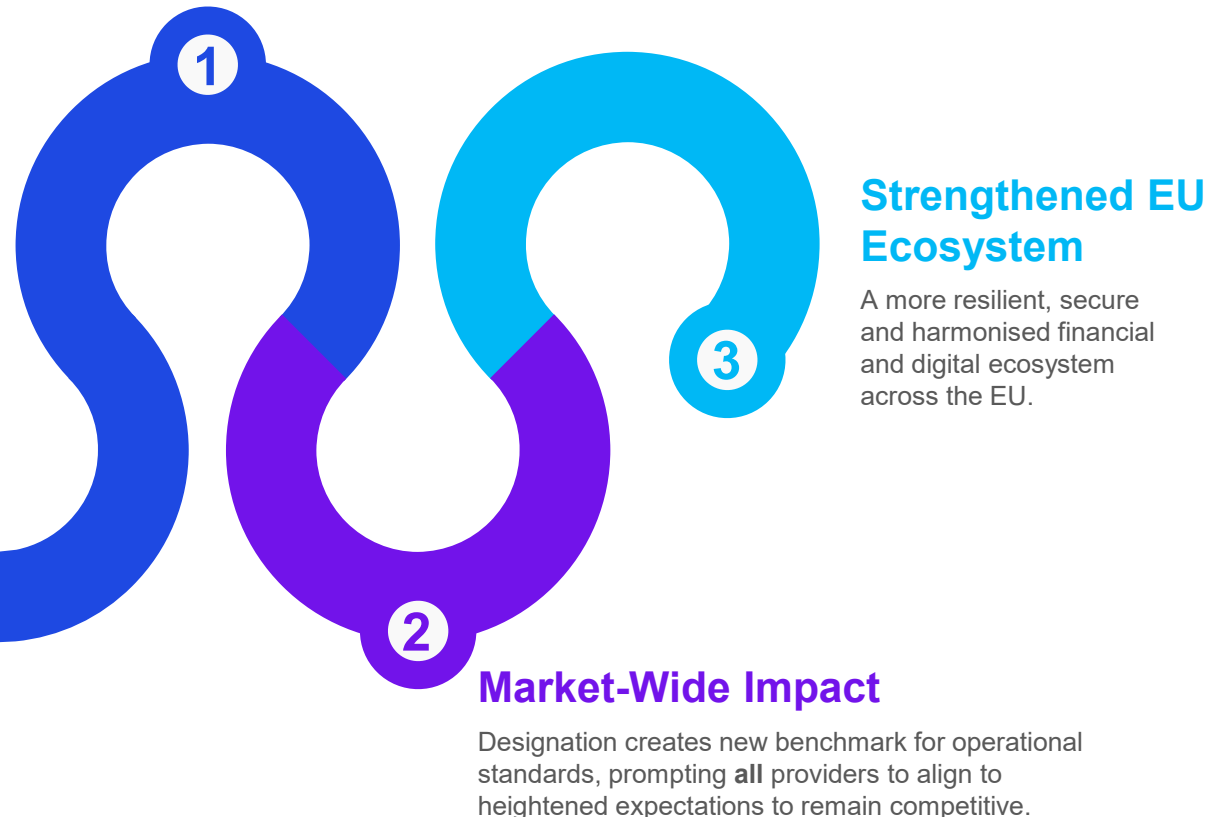 1
Strengthened EU
Ecosystem
A more resilient, secure
and harmonised financial
and digital ecosystem
across the EU.
3
2
Market-Wide Impact
Designation creates new benchmark for operational
standards, prompting all providers to align to
heightened expectations to remain competitive.